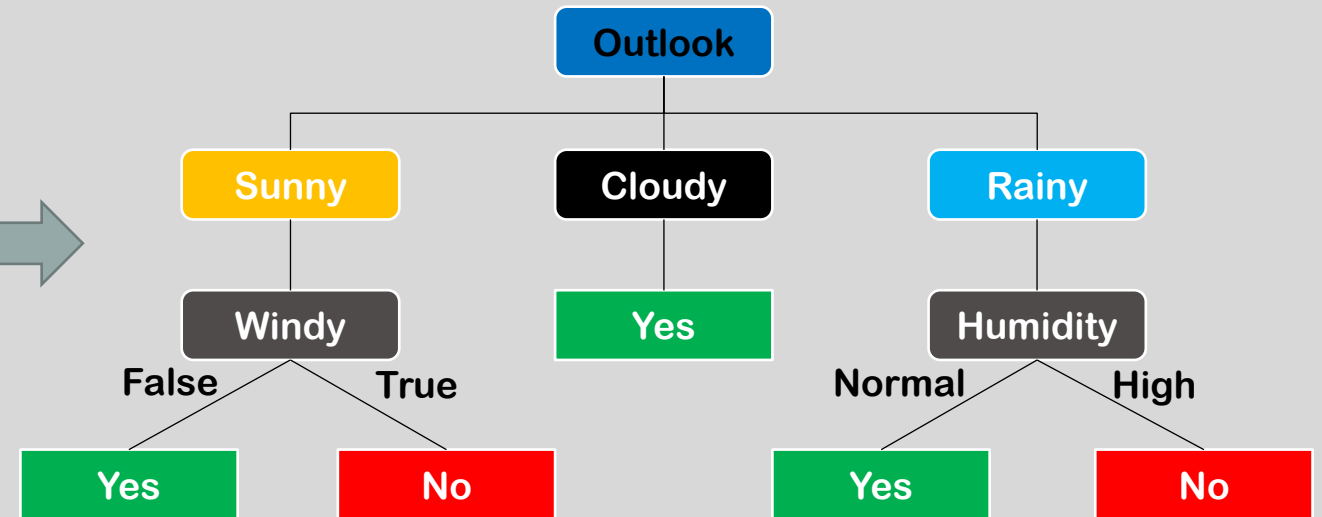 Outlook
Sunny Cloudy Rainy
Windy Yes Humidity
False True Normal High
Yes No Yes No